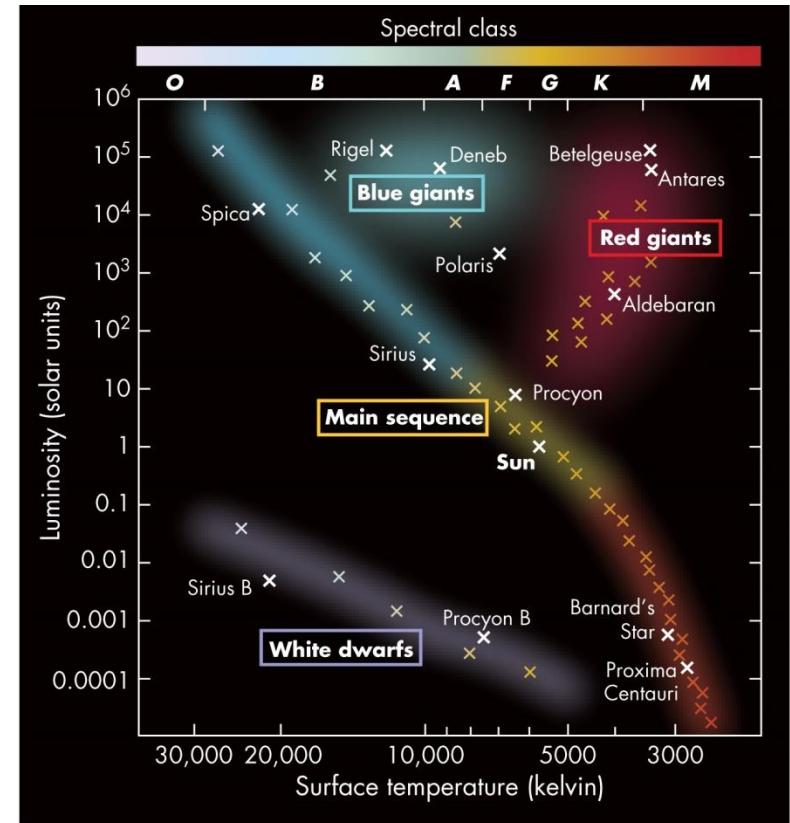 Spectral class
O B A F G K M
10⁶
10⁵
Rigel
Deneb
Betelgeuse
Antares
Blue giants
10⁴
Spica
Red giants
Polaris
10³
Aldebaran
10²
Sirius
10
Procyon
Main sequence
1
Sun
0.1
0.01
Sirius B
Barnard's
Star
0.001
Procyon B
White dwarfs
Proxima
Centauri
0.0001
Luminosity (solar units)
30,000 20,000 10,000 5000 3000
Surface temperature (kelvin)